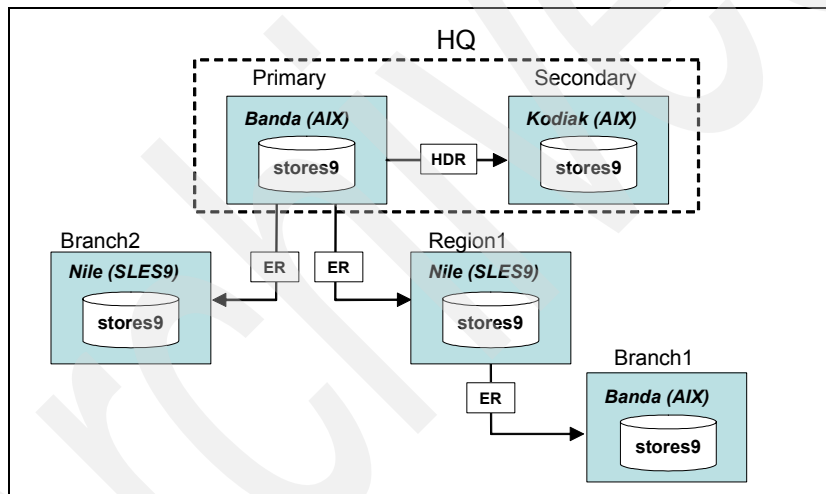 HQ
Primary
Secondary
Banda (AIX)
stores9
HDR
Kodiak (AIX)
stores9
Branch2
ER
ER
Region1
Nile (SLES9)
stores9
Nile (SLES9)
stores9
ER
Branch1
Banda (AIX)
stores9